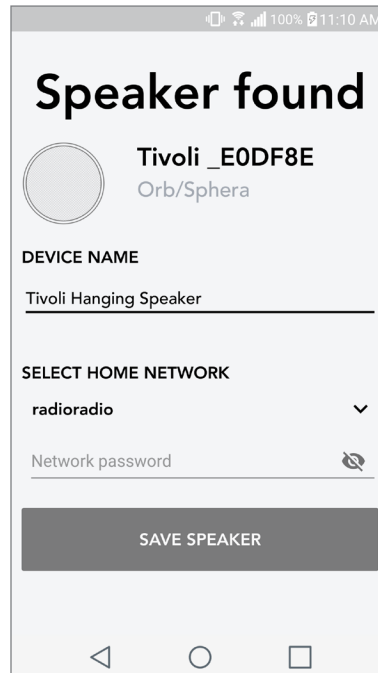 100% 11:10 AM
Speaker found
Tivoli _E0DF8E
Orb/Sphera
DEVICE NAME
Tivoli Hanging Speaker
SELECT HOME NETWORK
radioradio
Network password
SAVE SPEAKER